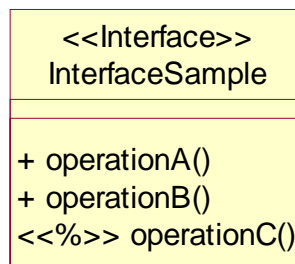 <<Interface>>
InterfaceSample
+ operationA()
+ operationB()
<<%>> operationC()